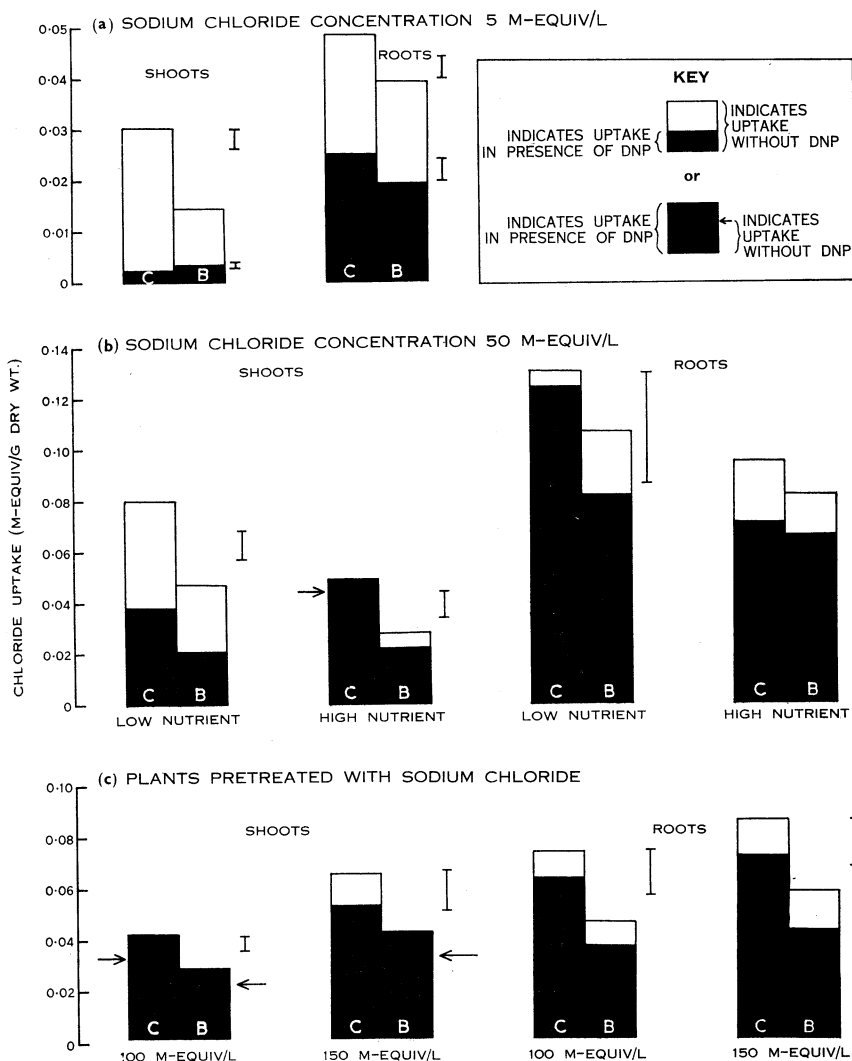 (a) SODIUM CHLORIDE CONCENTRATION 5 M-EQUIV/L
0·05
0·04
0·03
0·02
0·01
0
SHOOTS
ROOTS
C B
C B
KEY
INDICATES UPTAKE
IN PRESENCE OF DNP
INDICATES
UPTAKE
WITHOUT DNP
or
INDICATES UPTAKE
IN PRESENCE OF DNP
INDICATES
UPTAKE
WITHOUT DNP
CHLORIDE UPTAKE (M-EQUIV/G DRY WT.)
(b) SODIUM CHLORIDE CONCENTRATION 50 M-EQUIV/L
0·14
0·12
0·10
0·08
0·06
0·04
0·02
0
SHOOTS
ROOTS
C B
C B
C B
C B
LOW NUTRIENT
HIGH NUTRIENT
LOW NUTRIENT
HIGH NUTRIENT
(c) PLANTS PRETREATED WITH SODIUM CHLORIDE
0·10
0·08
0·06
0·04
0·02
0
SHOOTS
ROOTS
C B
C B
C B
C B
100 M-EQUIV/L
150 M-EQUIV/L
100 M-EQUIV/L
150 M-EQUIV/L